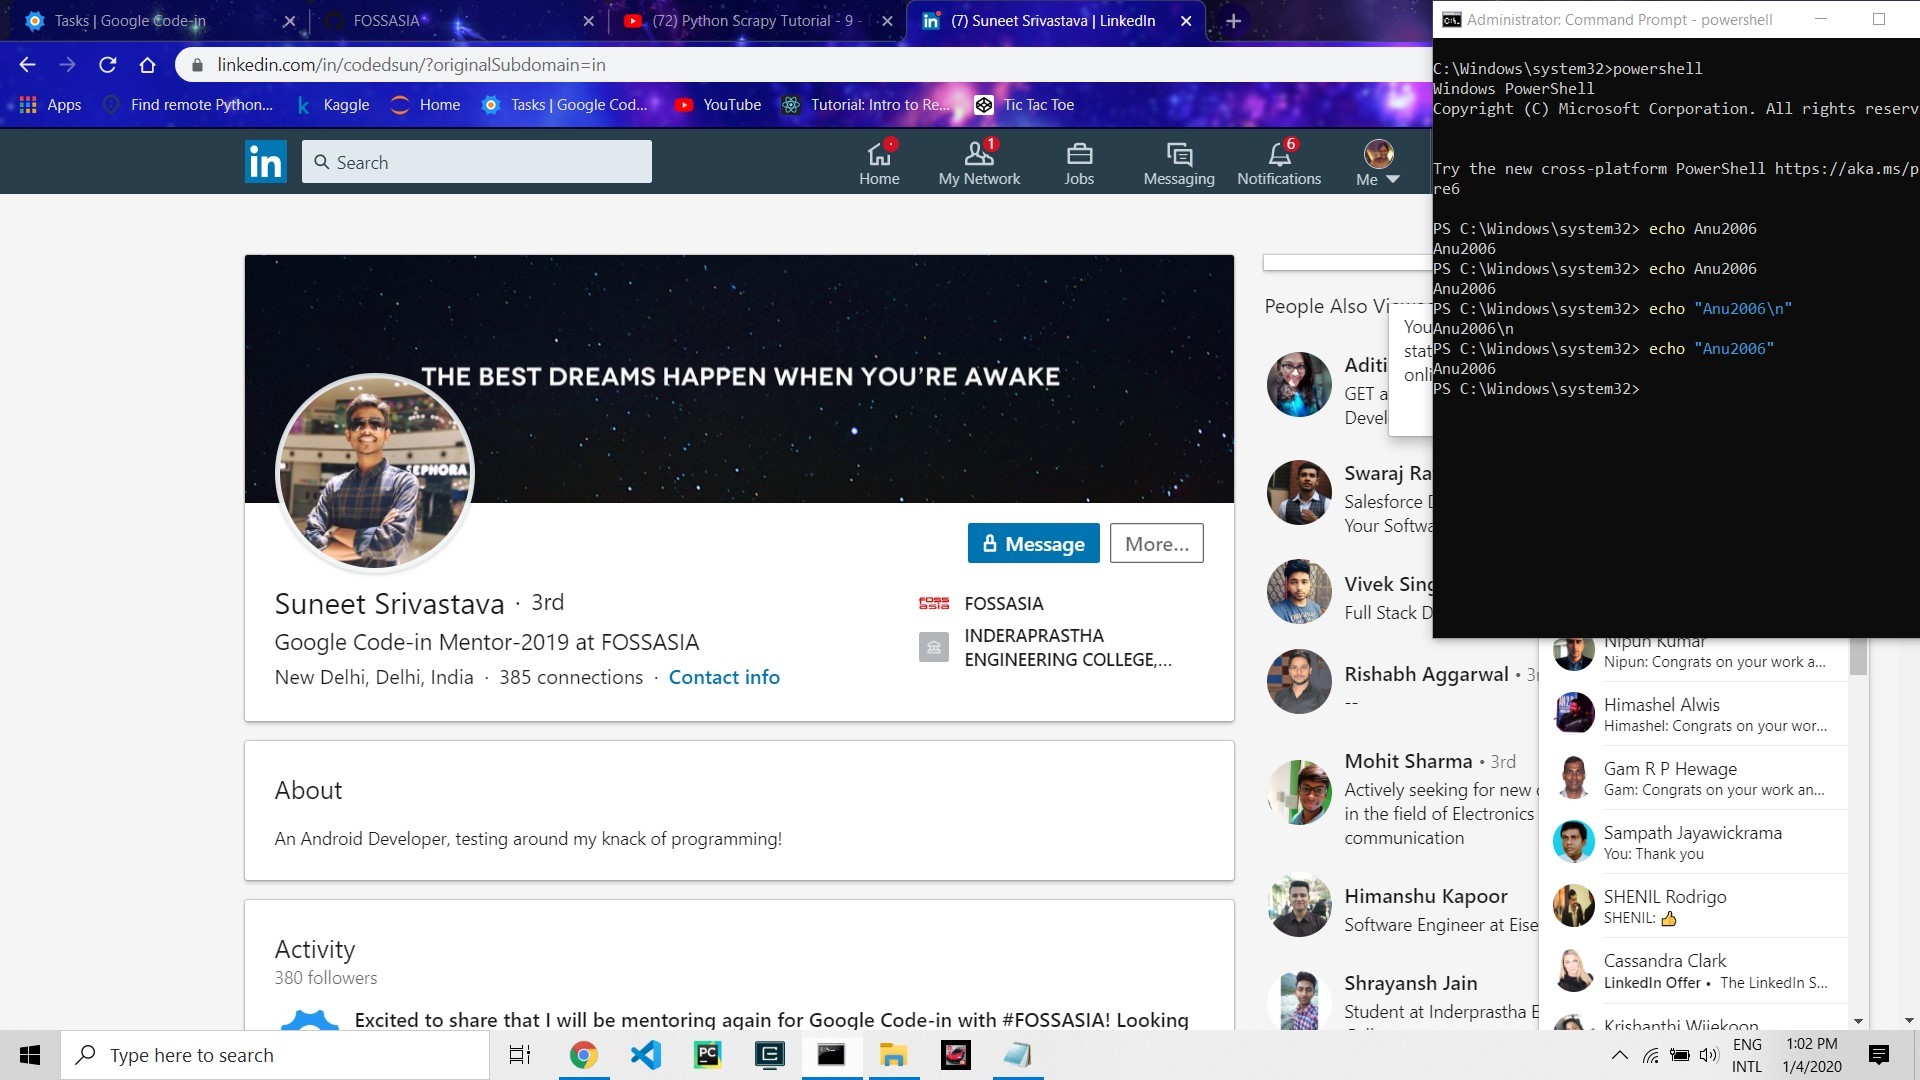 Tasks | Google Code-in
FOSSASIA
(72) Python Scrapy Tutorial - 9 -
(7) Suneet Srivastava | LinkedIn
linkedin.com/in/codedsun/?originalSubdomain=in
Apps
Find remote Python...
Kaggle
Home
Tasks | Google Cod...
YouTube
Tutorial: Intro to Re...
Tic Tac Toe
in
Search
Home
1
My Network
Jobs
Messaging
6
Notifications
Me
THE BEST DREAMS HAPPEN WHEN YOU'RE AWAKE
SEPHORA
Message
More...
Suneet Srivastava · 3rd
Google Code-in Mentor-2019 at FOSSASIA
New Delhi, Delhi, India · 385 connections · Contact info
FOSSASIA
FOSSASIA
INDERAPRASTHA
ENGINEERING COLLEGE,...
About
An Android Developer, testing around my knack of programming!
Activity
380 followers
Excited to share that I will be mentoring again for Google Code-in with #FOSSASIA! Looking
People Also
You
Aditi
GET a
Swaraj
Salesforce
Your
Vivek
Full Stack D
Rishabh Aggarwal •
--
Mohit Sharma • 3rd
Actively seeking for new
in the field of Electronics
communication
Himanshu Kapoor
Software Engineer at
Shrayansh Jain
Student at Inderprastha E
Administrator: Command Prompt - powershell
C:\Windows\system32>powershell
Windows PowerShell
Copyright (C) Microsoft Corporation. All rights reserv
Try the new cross-platform PowerShell https://aka.ms/p
re6
PS C:\Windows\system32> echo Anu2006
Anu2006
PS C:\Windows\system32> echo Anu2006
Anu2006
PS C:\Windows\system32> echo "Anu2006\n"
Anu2006\n
PS C:\Windows\system32> echo "Anu2006"
Anu2006
PS C:\Windows\system32>
Nipun Kumar
Nipun: Congrats on your work a...
Himashel Alwis
Himashel: Congrats on your wor...
Gam R P Hewage
Gam: Congrats on your work an...
Sampath Jayawickrama
You: Thank you
SHENIL Rodrigo
SHENIL: 👍
Cassandra Clark
LinkedIn Offer • The LinkedIn S...
Krishanthi Wijekoon
Type here to search
ENG
INTL
1:02 PM
1/4/2020